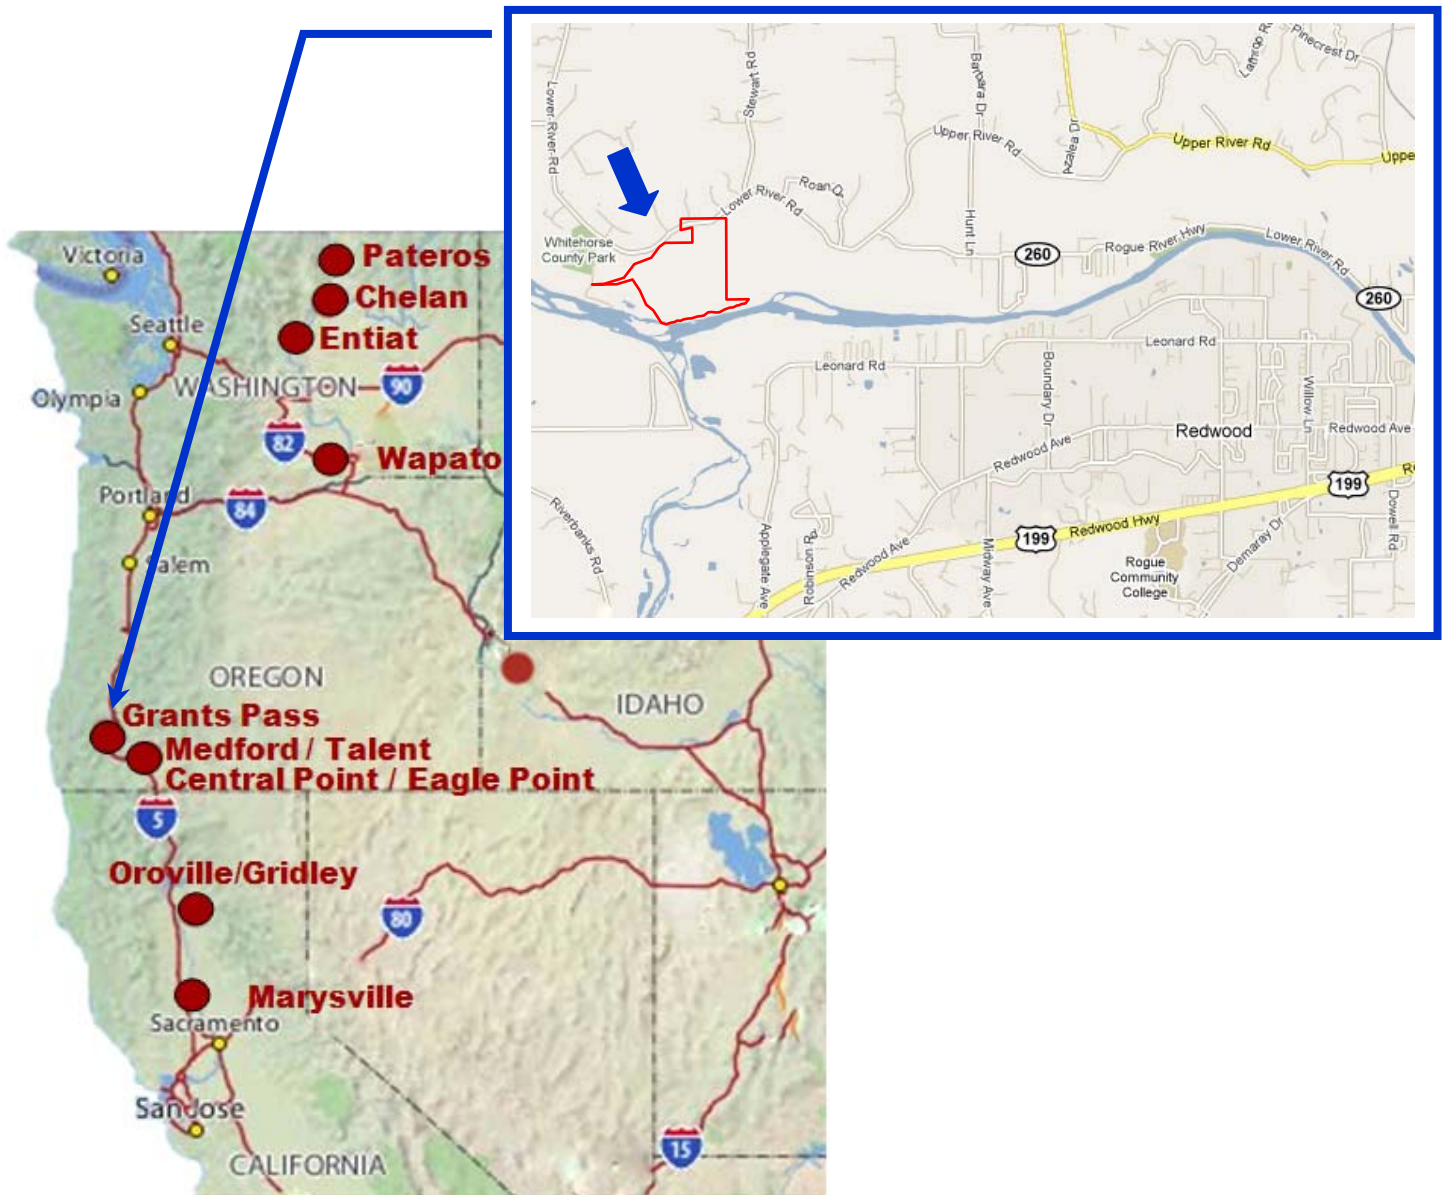 Lower River Rd
Stewart Rd
Barbara Dr
Azalea Dr
Lathrop R
Pinecrest Dr
Upper River Rd
Upper River Rd
Uppe
Roan D
Lower River Rd
Hunt Ln
Whitehorse
County Park
260
Rogue River Hwy
Lower River Rd
260
Leonard Rd
Leonard Rd
Boundary Dr
Willow Ln
Redwood
Redwood Ave
Redwood Ave
R
199
199
Redwood Hwy
Dowell Rd
Riverbanks Rd
Applegate Ave
Robinson Rd
Redwood Ave
Midway Ave
Rogue
Community
College
Demaray Dr
Victoria
Pateros
Chelan
Seattle
Entiat
WASHINGTON
90
Olympia
82
Wapato
Portland
84
Salem
OREGON
IDAHO
Grants Pass
Medford / Talent
Central Point / Eagle Point
5
Oroville/Gridley
80
Marysville
Sacramento
San Jose
15
CALIFORNIA